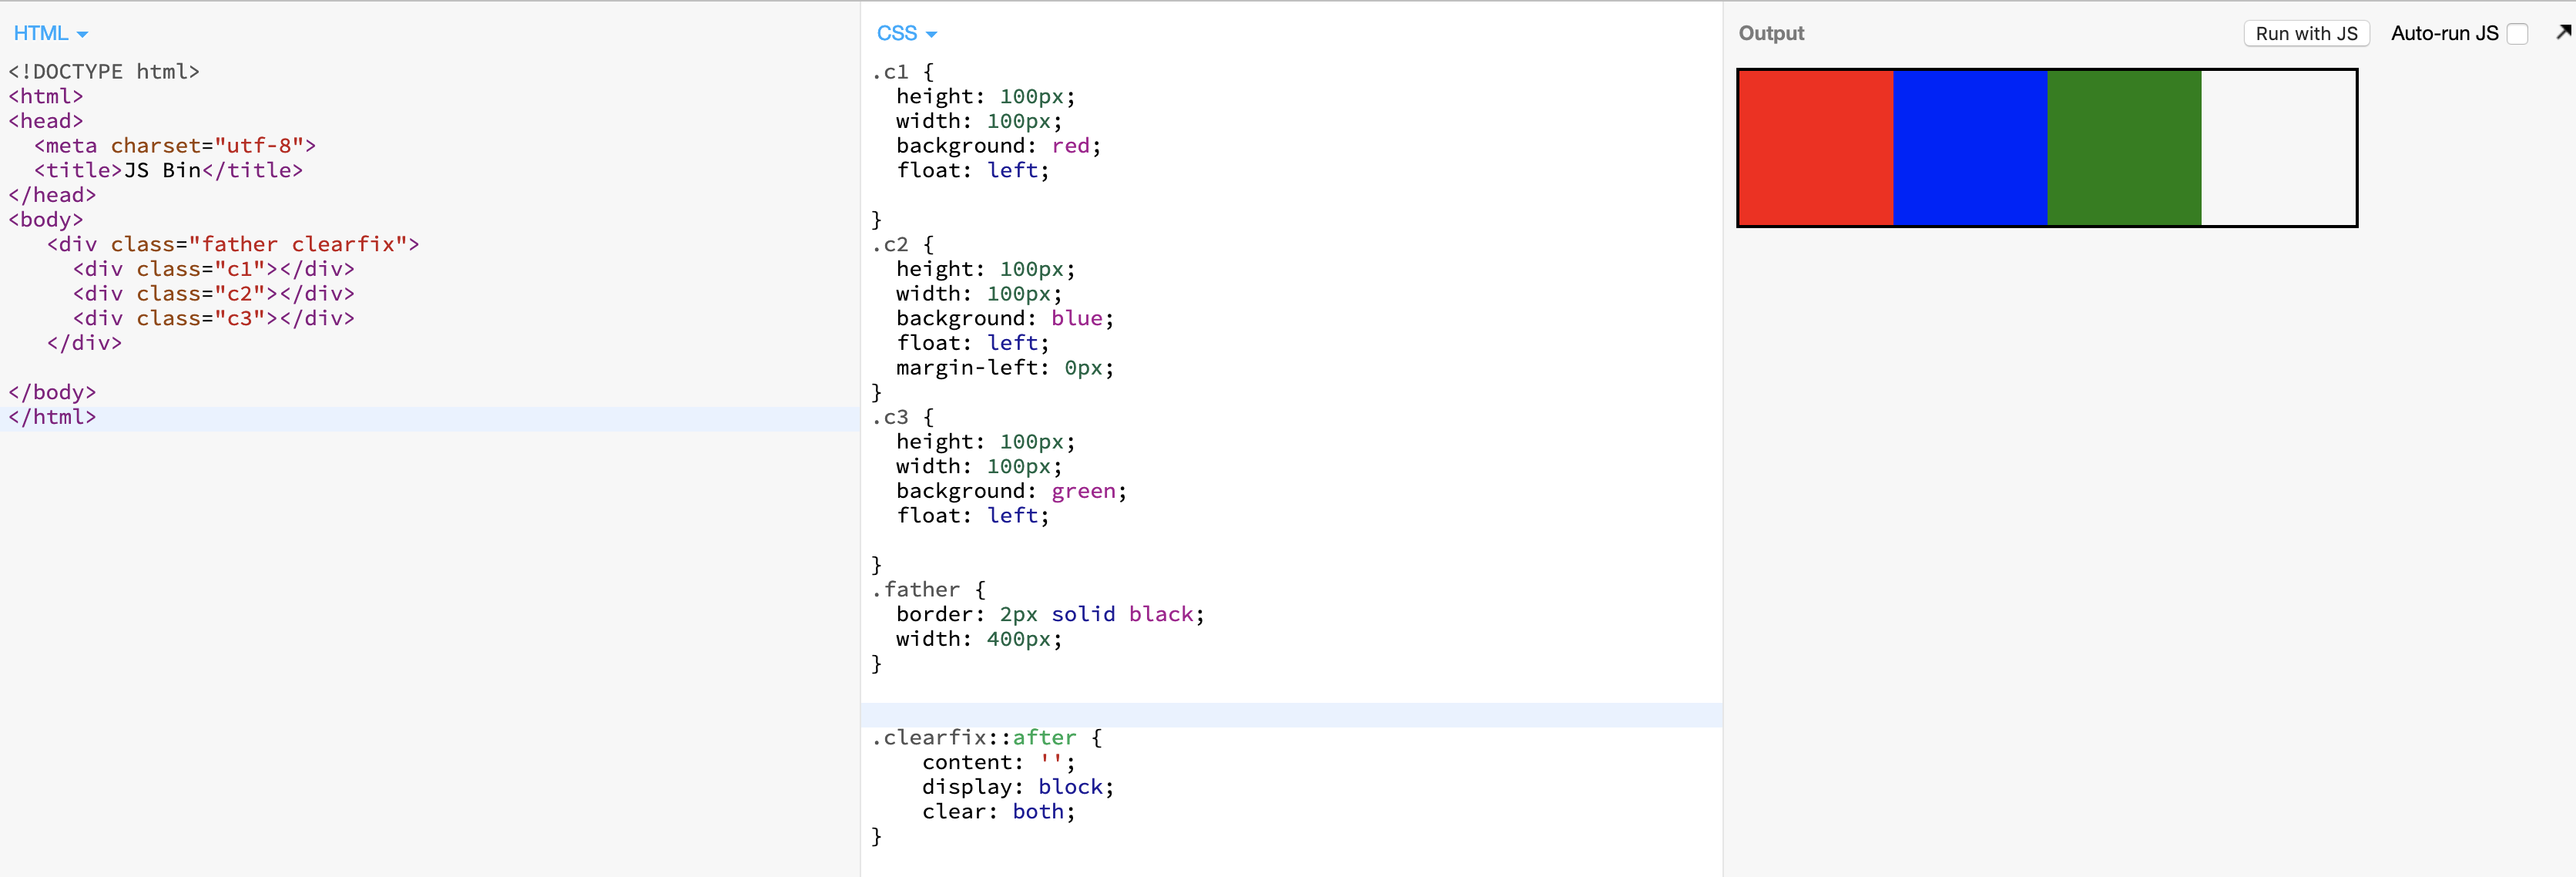 HTML
<!DOCTYPE html>
<html>
<head>
  <meta charset="utf-8">
  <title>JS Bin</title>
</head>
<body>
   <div class="father clearfix">
     <div class="c1"></div>
     <div class="c2"></div>
     <div class="c3"></div>
   </div>

</body>
</html>
CSS
.c1 {
  height: 100px;
  width: 100px;
  background: red;
  float: left;

}
.c2 {
  height: 100px;
  width: 100px;
  background: blue;
  float: left;
  margin-left: 0px;
}
.c3 {
  height: 100px;
  width: 100px;
  background: green;
  float: left;

}
.father {
  border: 2px solid black;
  width: 400px;
}


.clearfix::after {
    content: '';
    display: block;
    clear: both;
}
Output
Run with JS
Auto-run JS